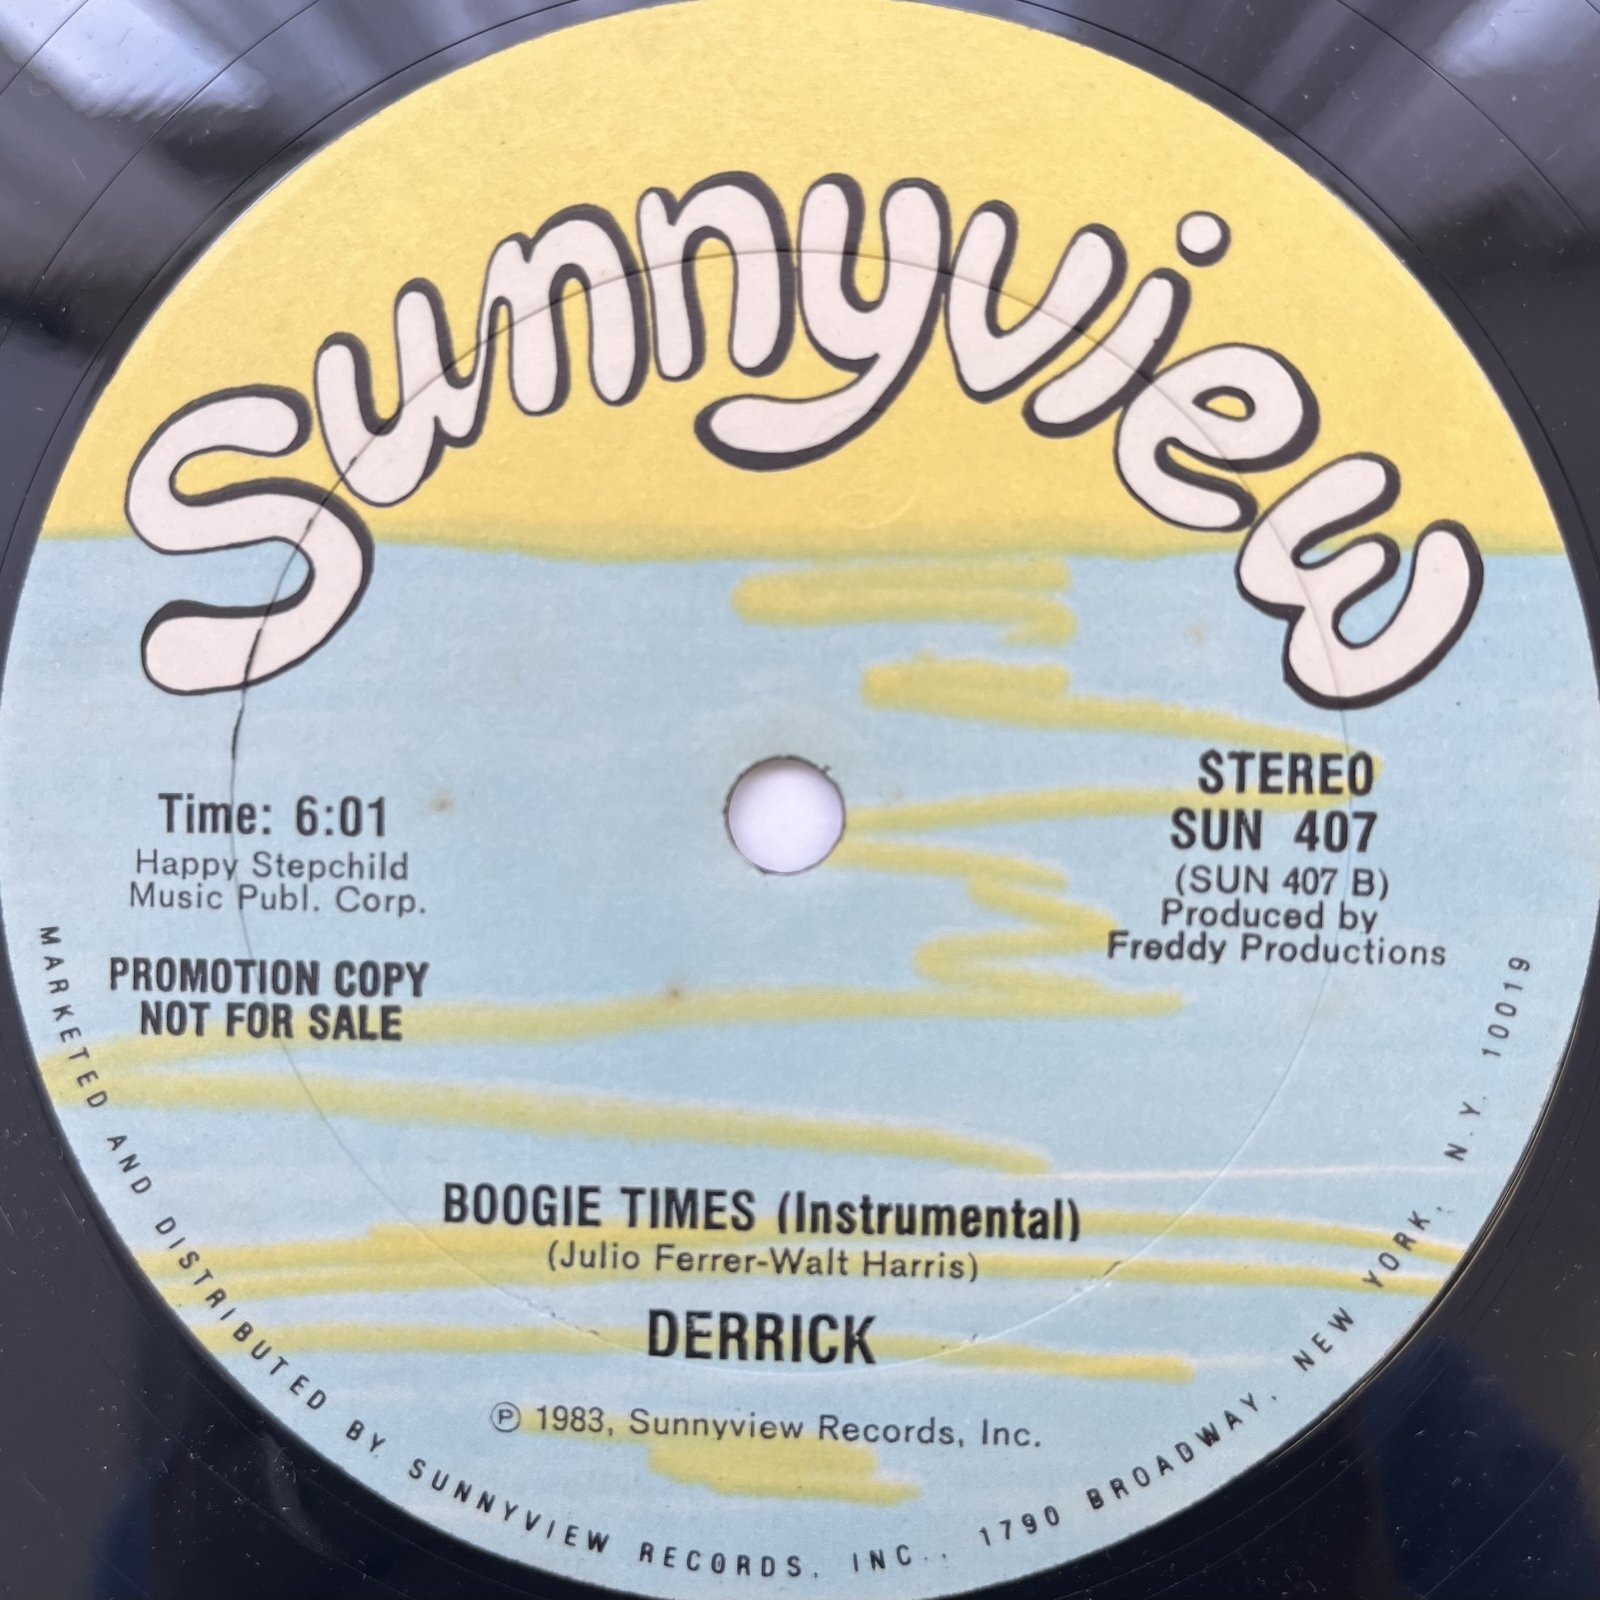 Sunnyview
Time: 6:01
Happy Stepchild
Music Publ. Corp.
PROMOTION COPY
NOT FOR SALE
STEREO
SUN 407
(SUN 407 B)
Produced by
Freddy Productions
BOOGIE TIMES (Instrumental)
(Julio Ferrer-Walt Harris)
DERRICK
℗ 1983, Sunnyview Records, Inc.
MARKETED AND DISTRIBUTED BY SUNNYVIEW RECORDS, INC., 1790 BROADWAY, NEW YORK, N.Y. 10019